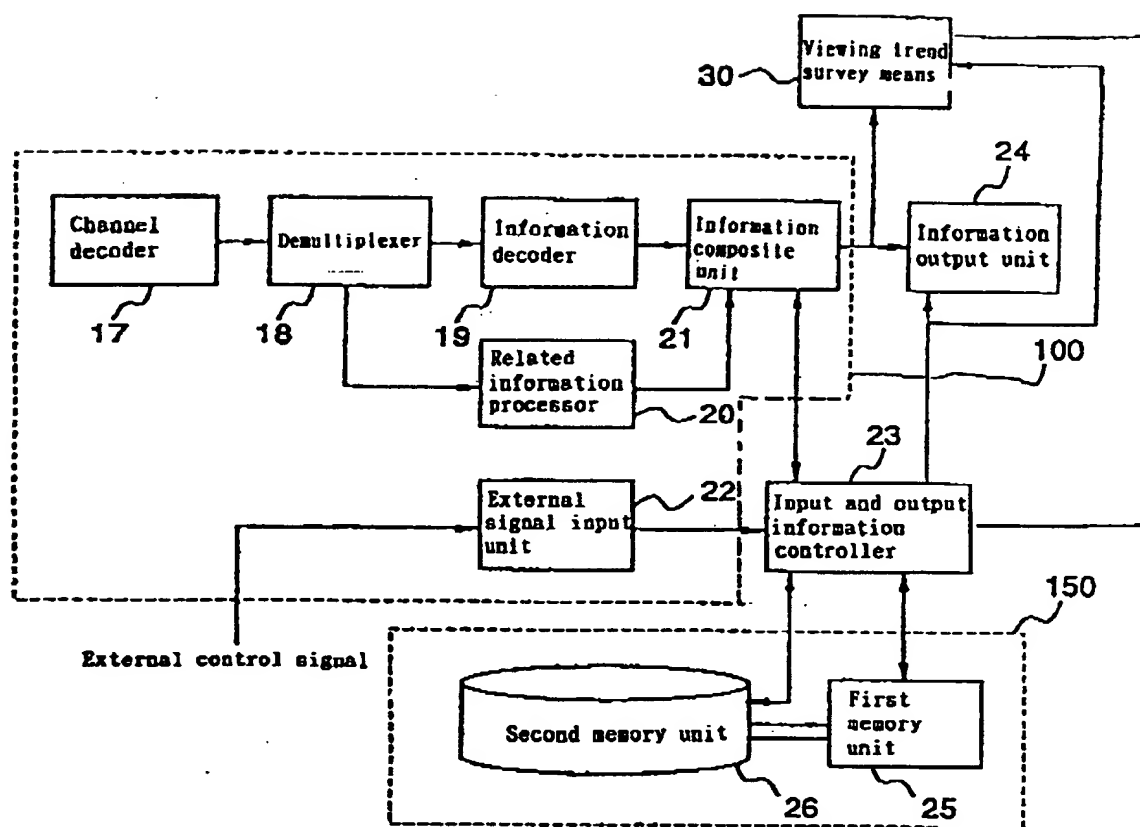 Viewing trend
survey means
30
24
Channel
decoder
Demultiplexer
Information
decoder
Information
composite
unit
Information
output unit
17
18
19
21
100
Related
information
processor
20
23
External
signal input
unit
22
Input and output
information
controller
150
External control signal
Second memory unit
First
memory
unit
26
25